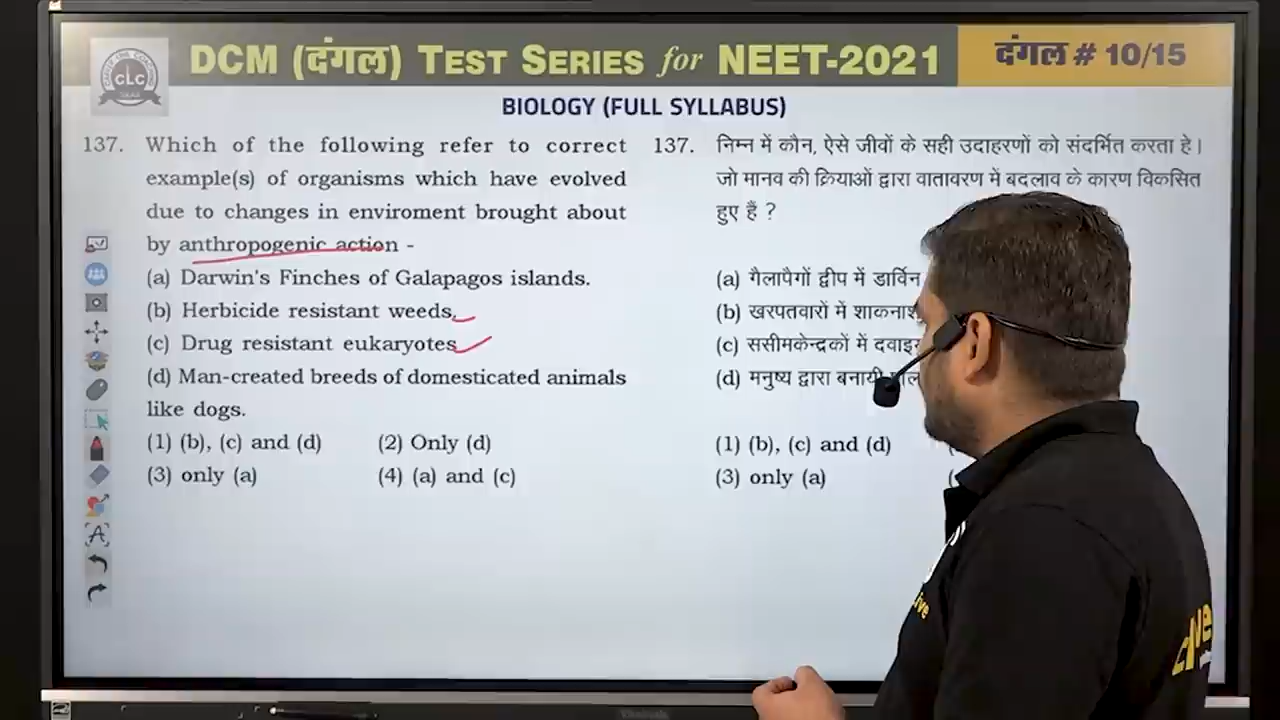 DCM (दंगल) TEST SERIES for NEET-2021
दंगल # 10/15
CLC
BIOLOGY (FULL SYLLABUS)
137. Which of the following refer to correct
example(s) of organisms which have evolved
due to changes in enviroment brought about
by anthropogenic action -
(a) Darwin's Finches of Galapagos islands.
(b) Herbicide resistant weeds.
(c) Drug resistant eukaryotes
(d) Man-created breeds of domesticated animals
like dogs.
(1) (b), (c) and (d) (2) Only (d)
(3) only (a) (4) (a) and (c)
137. निम्न में कौन, ऐसे जीवों के सही उदाहरणों को संदर्भित करता हे।
जो मानव की क्रियाओं द्वारा वातावरण में बदलाव के कारण विकसित
हुए हैं ?
(a) गैलापैगों द्वीप में डार्विन
(b) खरपतवारों में
(c) ससीमकेन्द्रकों में
(d) मनुष्य द्वारा
(1) (b), (c) and (d)
(3) only (a)